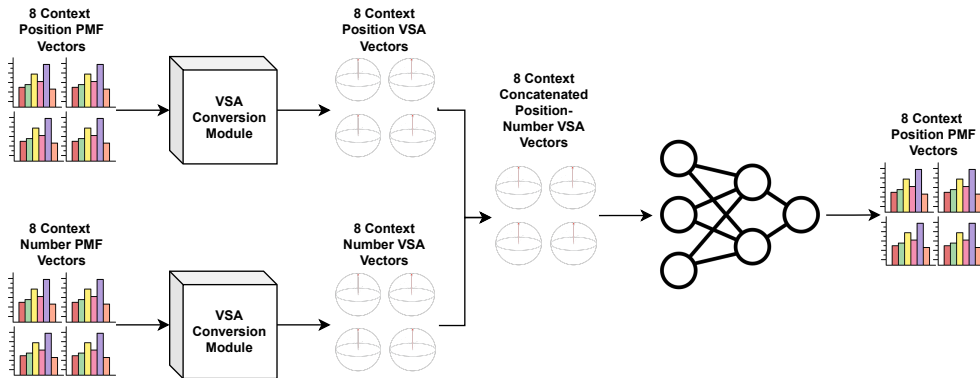 8 Context
Position PMF
Vectors
VSA
Conversion
Module
8 Context
Position VSA
Vectors
8 Context
Number PMF
Vectors
VSA
Conversion
Module
8 Context
Number VSA
Vectors
8 Context
Concatenated
Position-
Number VSA
Vectors
8 Context
Position PMF
Vectors